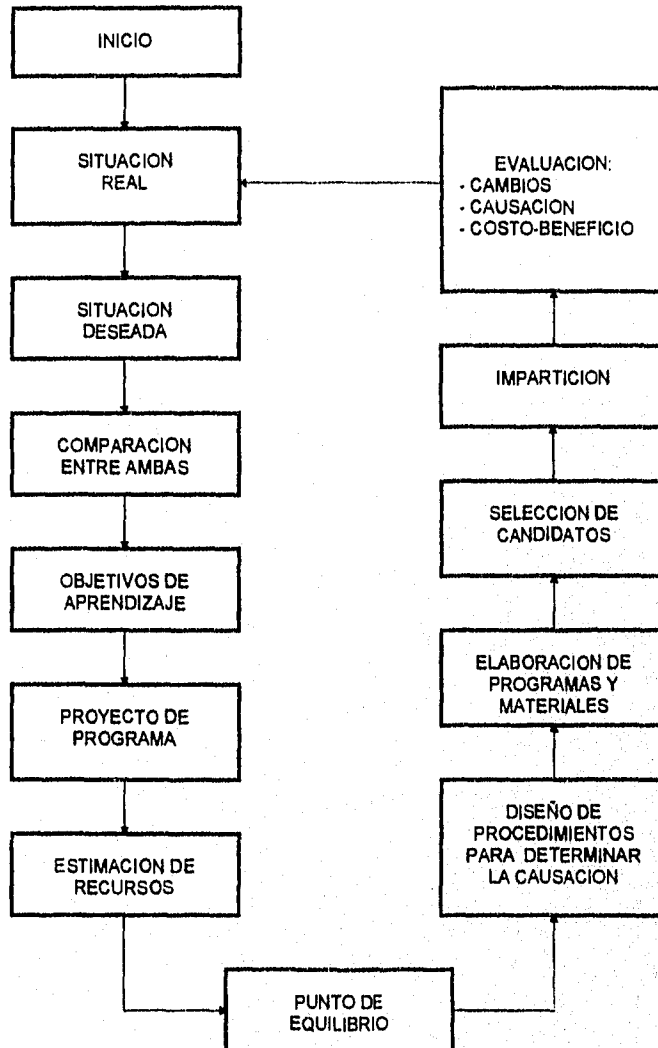 INICIO
SITUACION
REAL
SITUACION
DESEADA
COMPARACION
ENTRE AMBAS
OBJETIVOS DE
APRENDIZAJE
PROYECTO DE
PROGRAMA
ESTIMACION DE
RECURSOS
PUNTO DE
EQUILIBRIO
DISEÑO DE
PROCEDIMIENTOS
PARA DETERMINAR
LA CAUSACION
ELABORACION DE
PROGRAMAS Y
MATERIALES
SELECCION DE
CANDIDATOS
IMPARTICION
EVALUACION:
- CAMBIOS
- CAUSACION
- COSTO-BENEFICIO